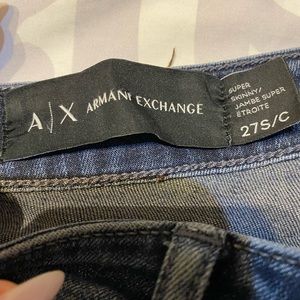 A|X ARMANI EXCHANGE
SUPER
SKINNY/
JAMBE SUPER
ÉTROITE
27S/C